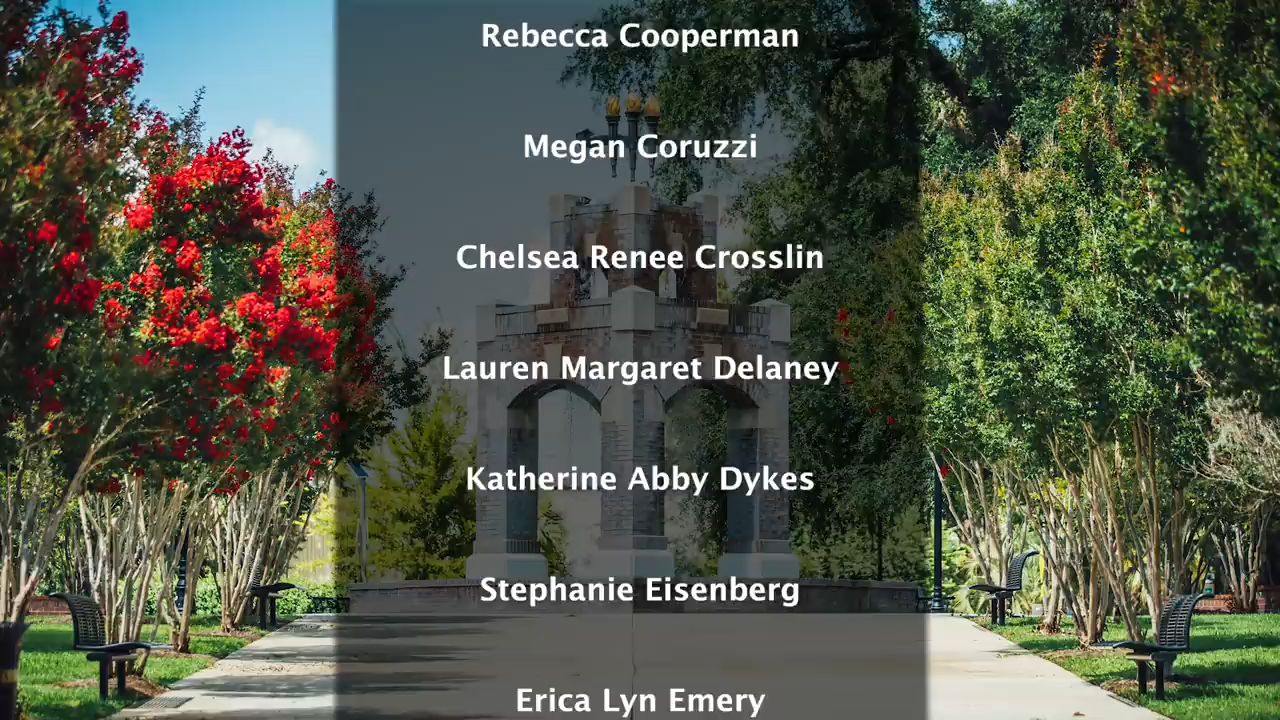 Rebecca Cooperman
Megan Coruzzi
Chelsea Renee Crosslin
Lauren Margaret Delaney
Katherine Abby Dykes
Stephanie Eisenberg
Erica Lyn Emery